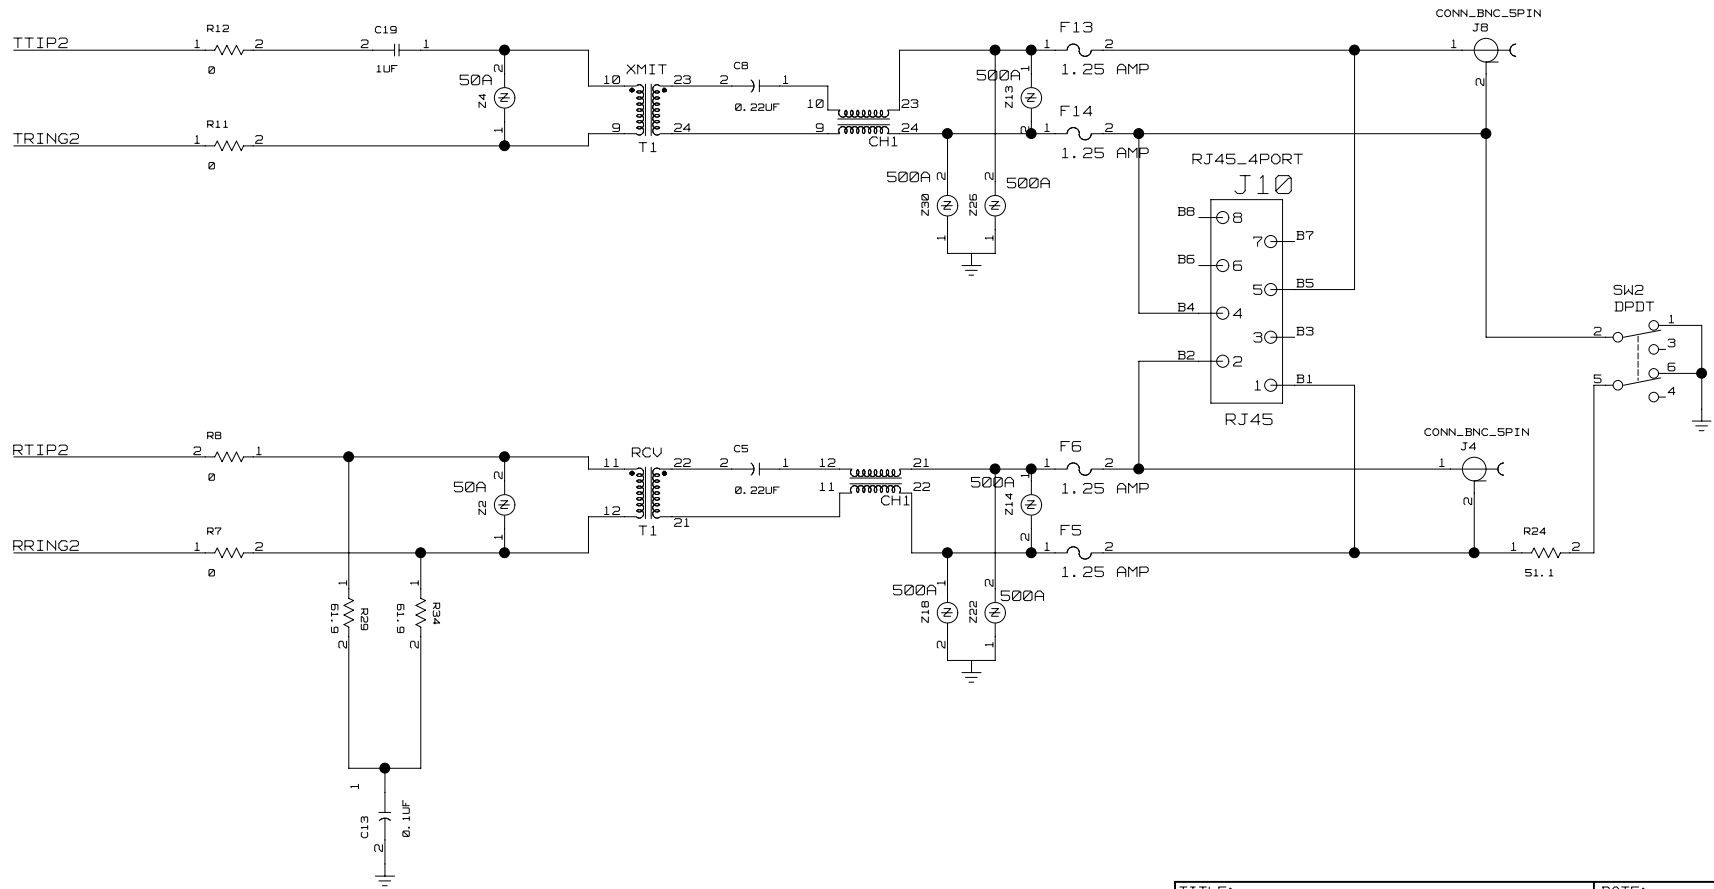 CONN_BNC_5PIN
J8
TTIP2 1 R12 2 2 C19 1 F13 1 2 1
0 1UF 1.25 AMP
50A 2 Z4 1
10 XMIT 23 2 C8 1
0.22UF
10 23
9 24
CH1
9 24
T1
500A 1 Z13 2
2
TRING2 1 R11 2
0
F14
1 2
1.25 AMP
500A 2 Z30 1
2 Z26 1 500A
RJ45_4PORT
J10
B8 8
7 B7
B6 6
5 B5
B4 4
3 B3
B2 2
1 B1
RJ45
SW2
DPDT
2 1
3
5 6
4
CONN_BNC_5PIN
J4
RTIP2 2 R8 1
0
50A 2 Z2 1
11 RCV 22 2 C5 1
0.22UF
12 21
11 22
CH1
12 21
T1
500A 1 Z14 2
F6
1 2 1
1.25 AMP
2
RRING2 1 R7 2
0
F5
1 2
1.25 AMP
1 R24 2
51.1
500A 1 Z18 2
2 Z22 1 500A
1 R29 61.9 2
1 R34 61.9 2
1 C13 0.1UF 2
TITLE: DATE: